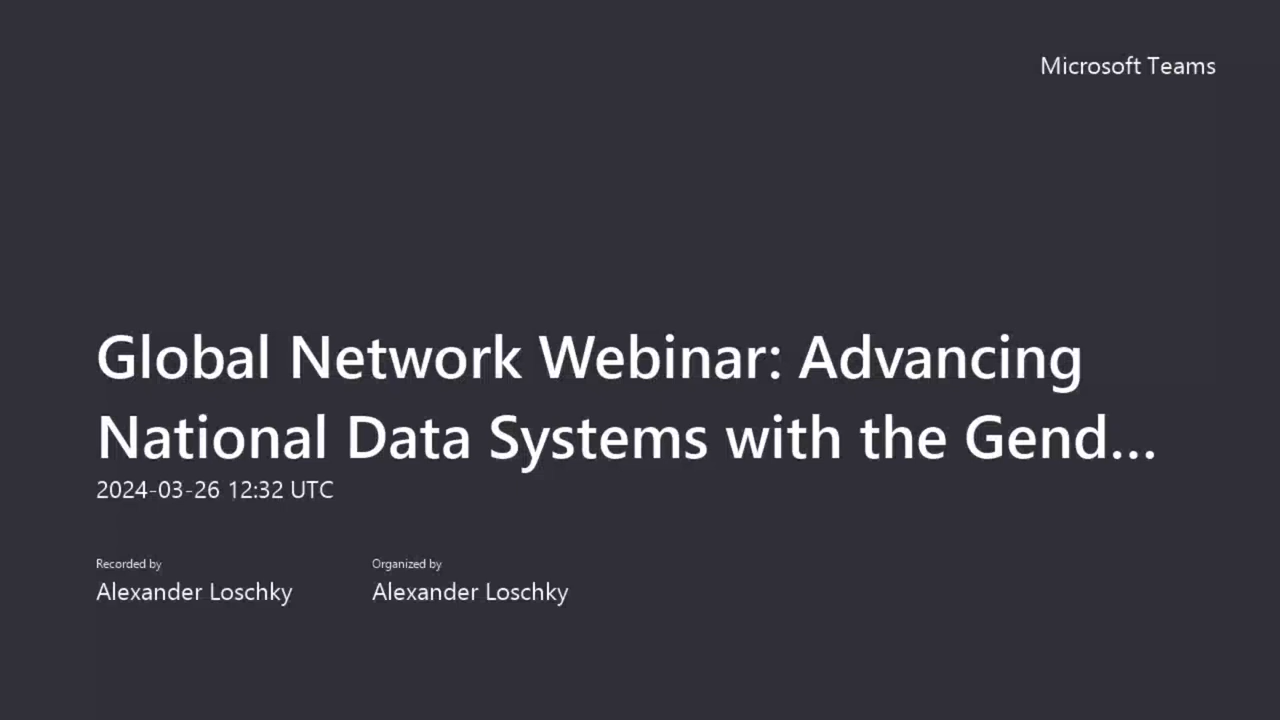 Microsoft Teams
Global Network Webinar: Advancing
National Data Systems with the Gend...
2024-03-26 12:32 UTC
Recorded by
Organized by
Alexander Loschky
Alexander Loschky